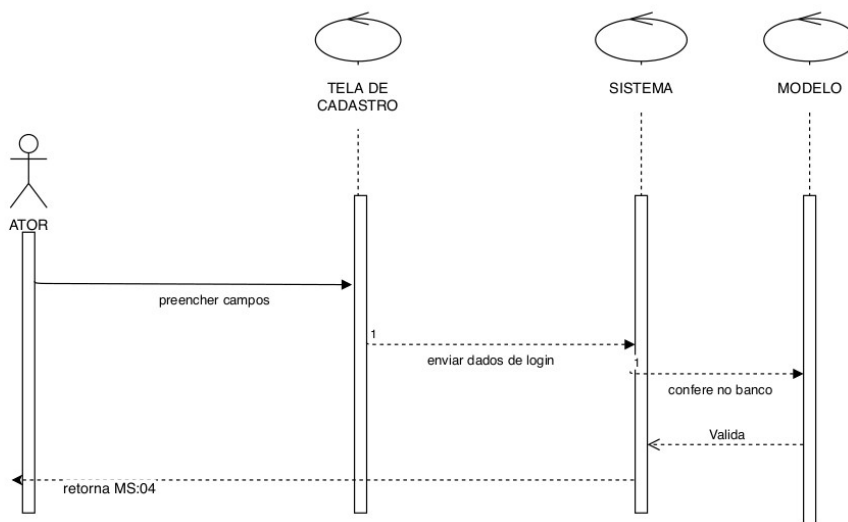 TELA DE
CADASTRO
SISTEMA
MODELO
ATOR
preencher campos
1
enviar dados de login
1
confere no banco
Valida
retorna MS:04